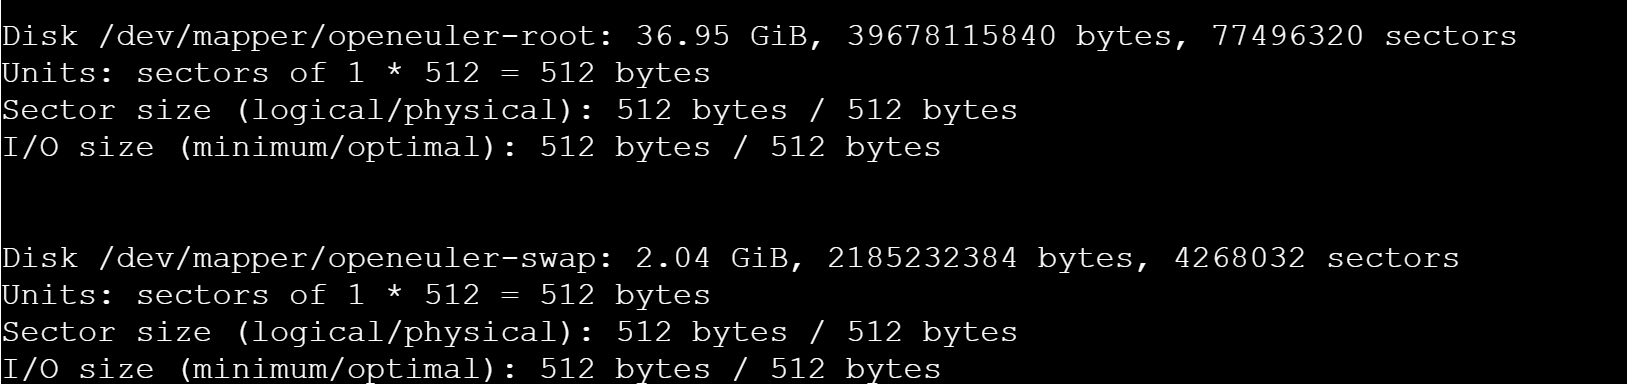 Disk /dev/mapper/openeuler-root: 36.95 GiB, 39678115840 bytes, 77496320 sectors
Units: sectors of 1 * 512 = 512 bytes
Sector size (logical/physical): 512 bytes / 512 bytes
I/O size (minimum/optimal): 512 bytes / 512 bytes
Disk /dev/mapper/openeuler-swap: 2.04 GiB, 2185232384 bytes, 4268032 sectors
Units: sectors of 1 * 512 = 512 bytes
Sector size (logical/physical): 512 bytes / 512 bytes
I/O size (minimum/optimal): 512 bytes / 512 bytes